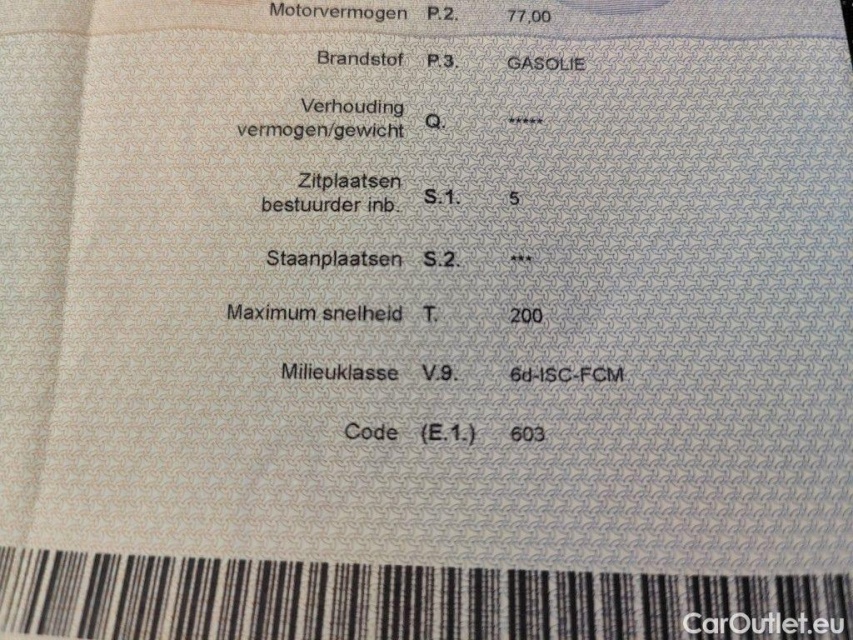 Motorvermogen P.2. 77,00
Brandstof P.3. GASOLIE
Verhouding
vermogen/gewicht Q. *****
Zitplaatsen
bestuurder inb. S.1. 5
Staanplaatsen S.2. ***
Maximum snelheid T. 200
Milieuklasse V.9. 6d-ISC-FCM
Code (E.1.) 603
CarOutlet.eu